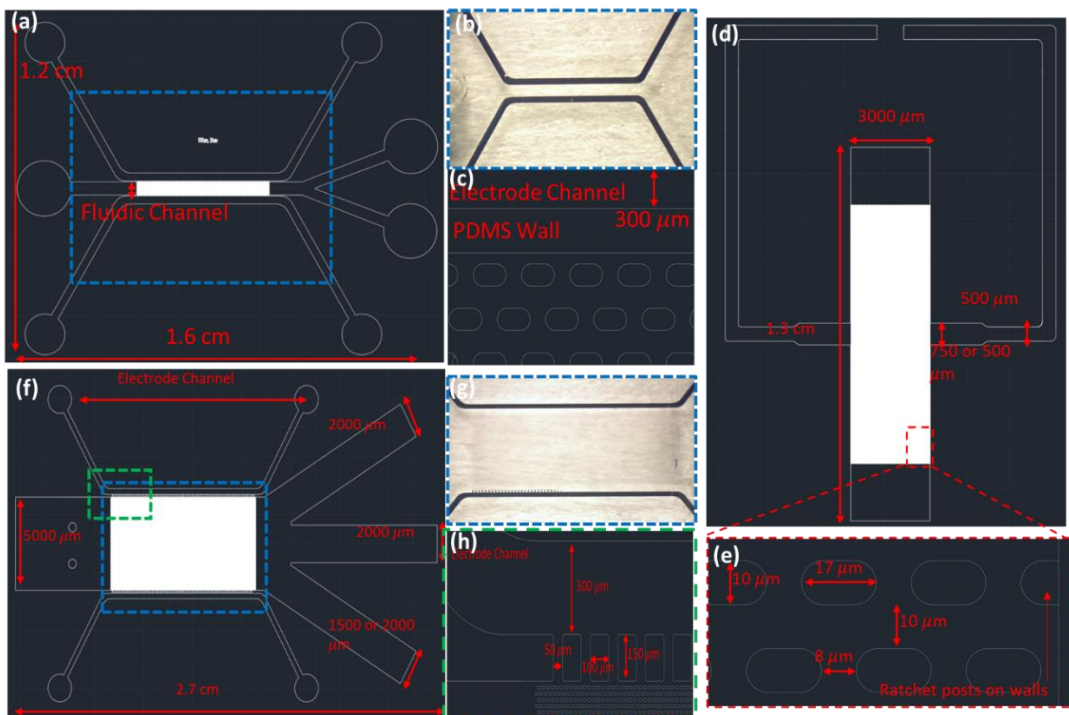 (a)
1.2 cm
Fluidic Channel
1.6 cm
(b)
(c)
Electrode Channel
300 μm
PDMS Wall
(d)
3000 μm
1.3 cm
500 μm
750 or 500
μm
(e)
10 μm
17 μm
10 μm
8 μm
Ratchet posts on walls
(f)
Electrode Channel
2000 μm
5000 μm
2000 μm
1500 or 2000
μm
2.7 cm
(g)
(h)
Electrode Channel
300 μm
50 μm
100 μm
150 μm